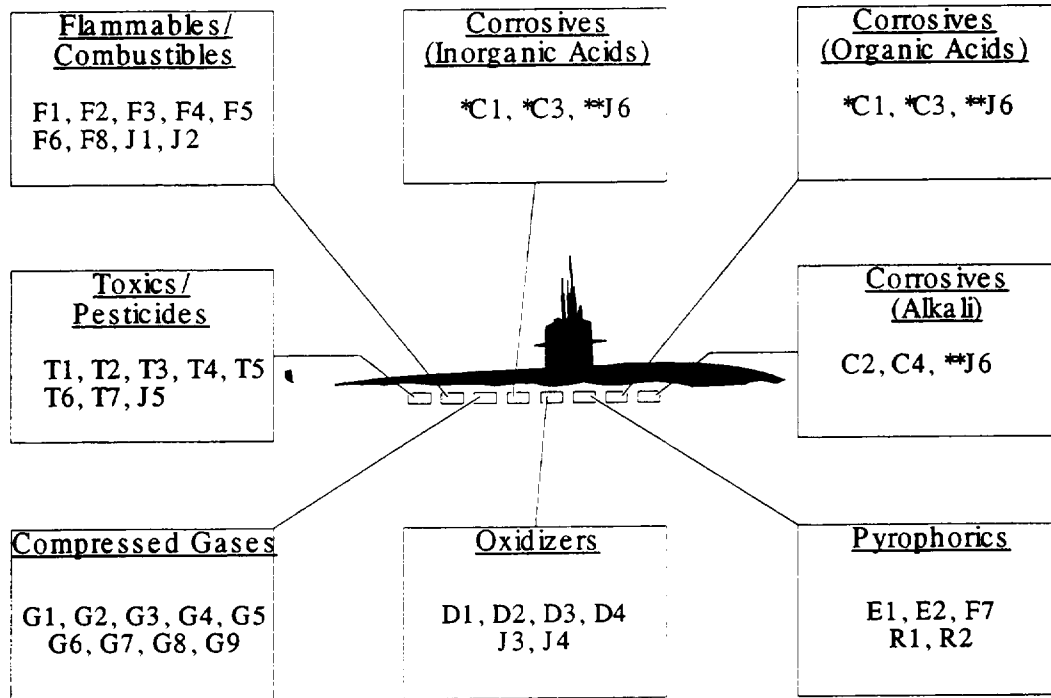 Flammables/
Combustibles
F1, F2, F3, F4, F5
F6, F8, J1, J2
Corrosives
(Inorganic Acids)
*C1, *C3, **J6
Corrosives
(Organic Acids)
*C1, *C3, **J6
Toxics/
Pesticides
T1, T2, T3, T4, T5
T6, T7, J5
Corrosives
(Alkali)
C2, C4, **J6
Compressed Gases
G1, G2, G3, G4, G5
G6, G7, G8, G9
Oxidizers
D1, D2, D3, D4
J3, J4
Pyrophorics
E1, E2, F7
R1, R2